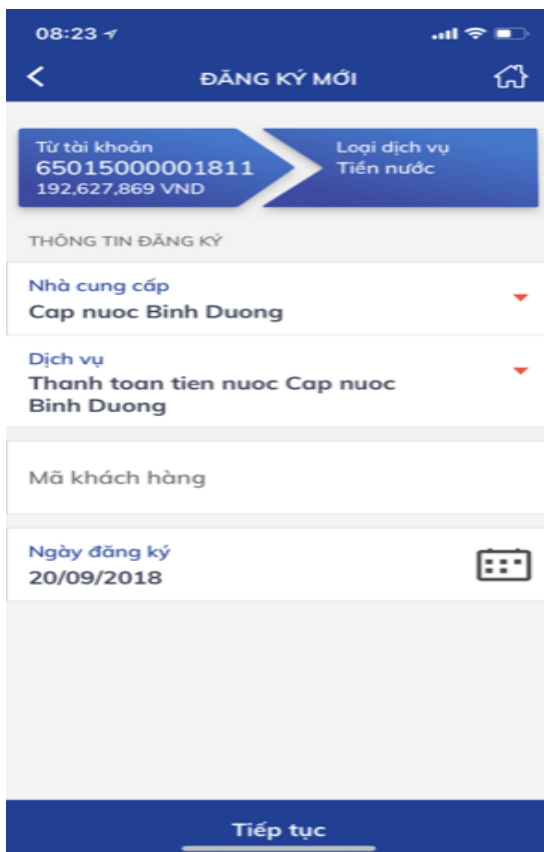 08:23
ĐĂNG KÝ MỚI
Từ tài khoản
65015000001811
192,627,869 VND
Loại dịch vụ
Tiền nước
THÔNG TIN ĐĂNG KÝ
Nhà cung cấp
Cap nuoc Binh Duong
Dịch vụ
Thanh toan tien nuoc Cap nuoc
Binh Duong
Mã khách hàng
Ngày đăng ký
20/09/2018
Tiếp tục